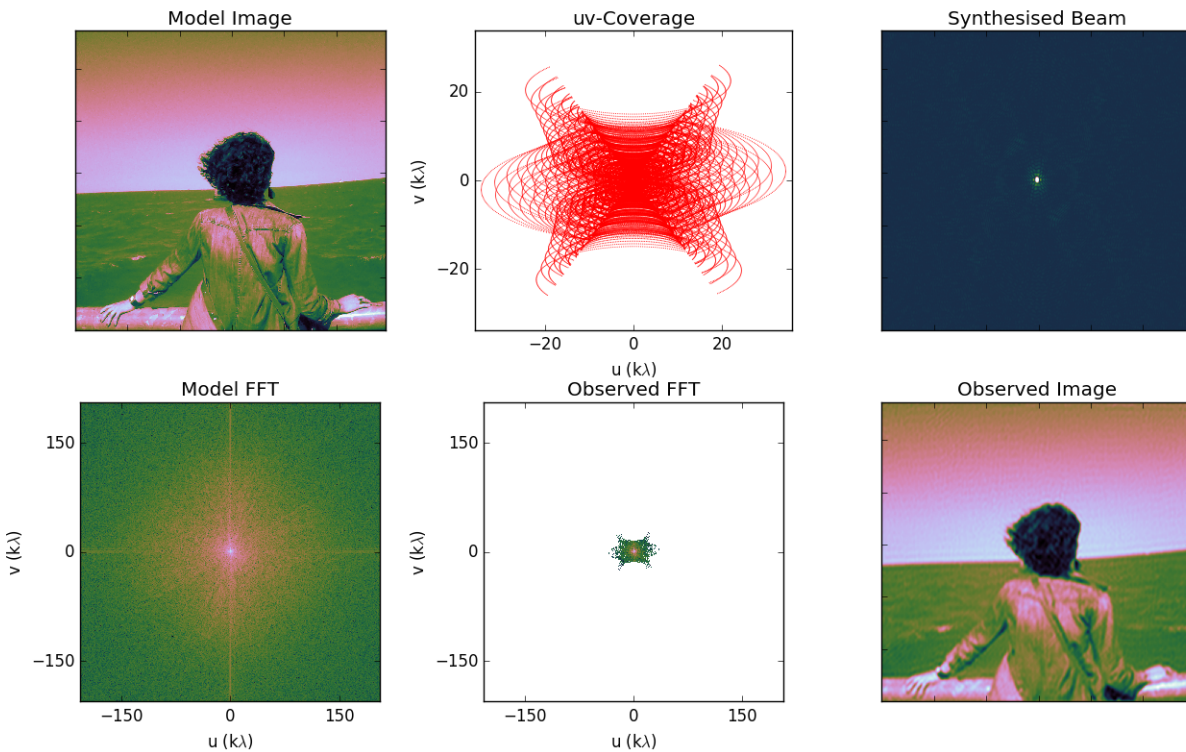 Model Image
uv-Coverage
Synthesised Beam
v (kλ)
20
0
−20
−20 0 20
u (kλ)
Model FFT
Observed FFT
Observed Image
v (kλ)
150
0
−150
−150 0 150
u (kλ)
v (kλ)
150
0
−150
−150 0 150
u (kλ)